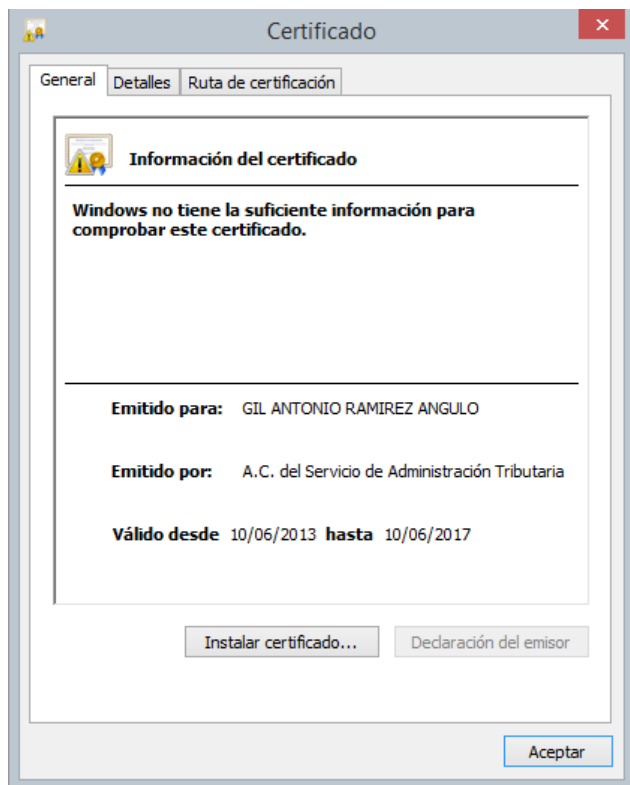 Certificado
General Detalles Ruta de certificación
Información del certificado
Windows no tiene la suficiente información para
comprobar este certificado.
Emitido para: GIL ANTONIO RAMIREZ ANGULO
Emitido por: A.C. del Servicio de Administración Tributaria
Válido desde 10/06/2013 hasta 10/06/2017
Instalar certificado... Declaración del emisor
Aceptar